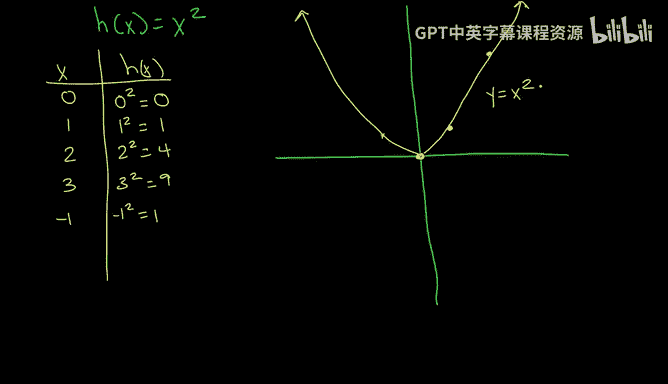 h(x) = x²
GPT中英字幕课程资源 bilibili
x h(x)
0 0² = 0
1 1² = 1
2 2² = 4
3 3² = 9
-1 -1² = 1
y = x²